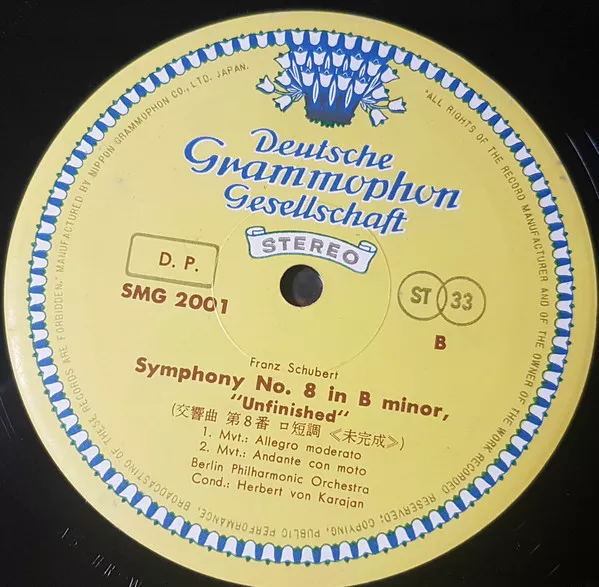 Deutsche
Grammophon
Gesellschaft
STEREO
D. P.
SMG 2001
ST 33
B
Franz Schubert
Symphony No. 8 in B minor,
"Unfinished"
(交響曲 第8番 ロ短調 《未完成》)
1. Mvt.: Allegro moderato
2. Mvt.: Andante con moto
Berlin Philharmonic Orchestra
Cond.: Herbert von Karajan
"ALL RIGHTS OF THE RECORD MANUFACTURER AND OF THE OWNER OF THE WORK RECORDED RESERVED; COPYING, PUBLIC PERFORMANCE, BROADCASTING OF THESE RECORDS ARE FORBIDDEN." MANUFACTURED BY NIPPON GRAMMOPHON CO., LTD. JAPAN.